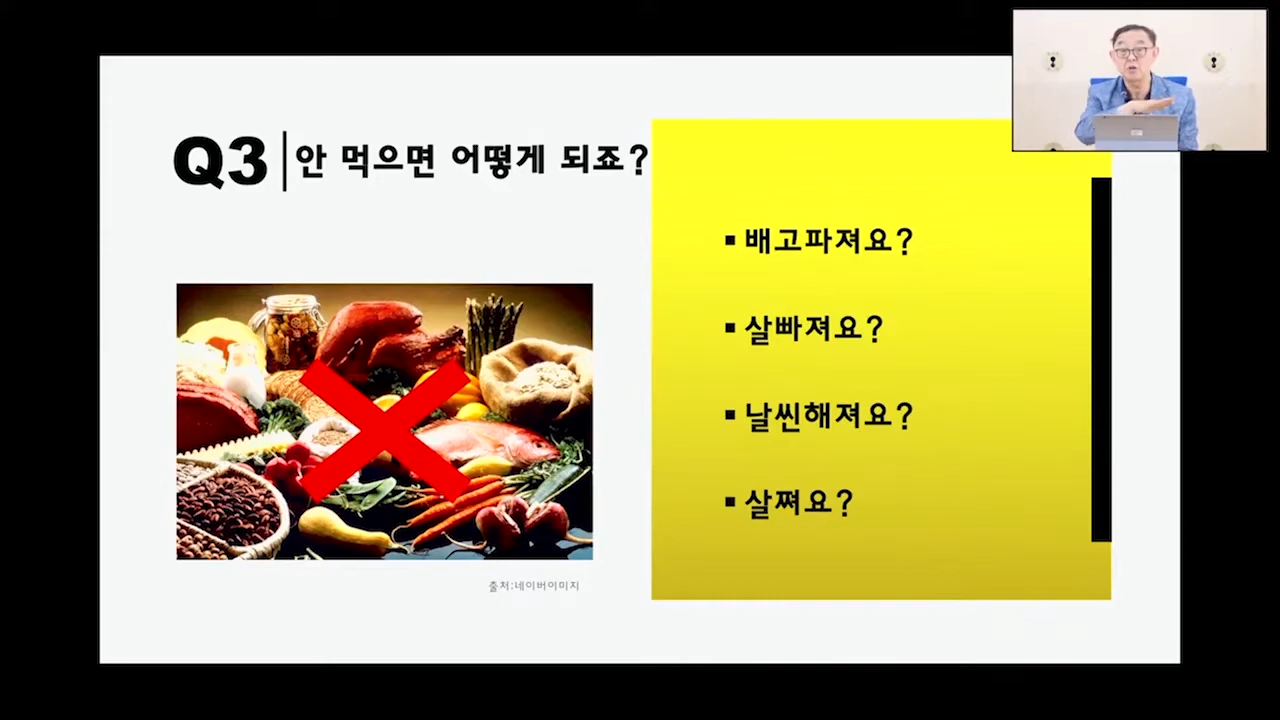 Q3 안 먹으면 어떻게 되죠?
▪ 배고파져요?
▪ 살빠져요?
▪ 날씬해져요?
▪ 살쪄요?
출처:네이버이미지